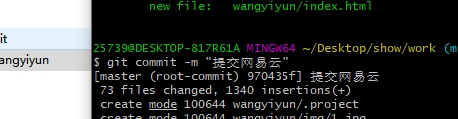 new file:   wangyiyun/index.html
it
angyiyun
25739@DESKTOP-817R61A MINGW64 ~/Desktop/show/work (m
$ git commit -m "提交网易云"
[master (root-commit) 970435f] 提交网易云
73 files changed, 1340 insertions(+)
create mode 100644 wangyiyun/.project
create mode 100644 wangyiyun/img/1.jpg